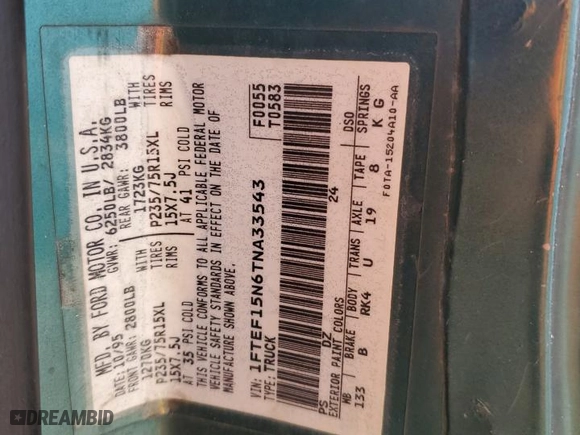 MFD. BY FORD MOTOR CO. IN U.S.A.
DATE: 10/95 GVWR: 6250LB/ 2834KG
FRONT GAWR: 2800LB REAR GAWR: 3800LB
1270KG 1723KG
P235/75R15XL TIRES P235/75R15XL TIRES
15X7.5J RIMS 15X7.5J RIMS
AT 35 PSI COLD AT 41 PSI COLD
THIS VEHICLE CONFORMS TO ALL APPLICABLE FEDERAL MOTOR
VEHICLE SAFETY STANDARDS IN EFFECT ON THE DATE OF
MANUFACTURE SHOWN ABOVE.
VIN: 1FTEF15N6TNA33543 F0055
TYPE: TRUCK T0583
PS DZ 24
EXTERIOR PAINT COLORS DSO
WB BRAKE BODY TRANS AXLE TAPE SPRINGS
133 B RK4 U 19 8 K G
F0TA-15204A10-AA
DREAMBID